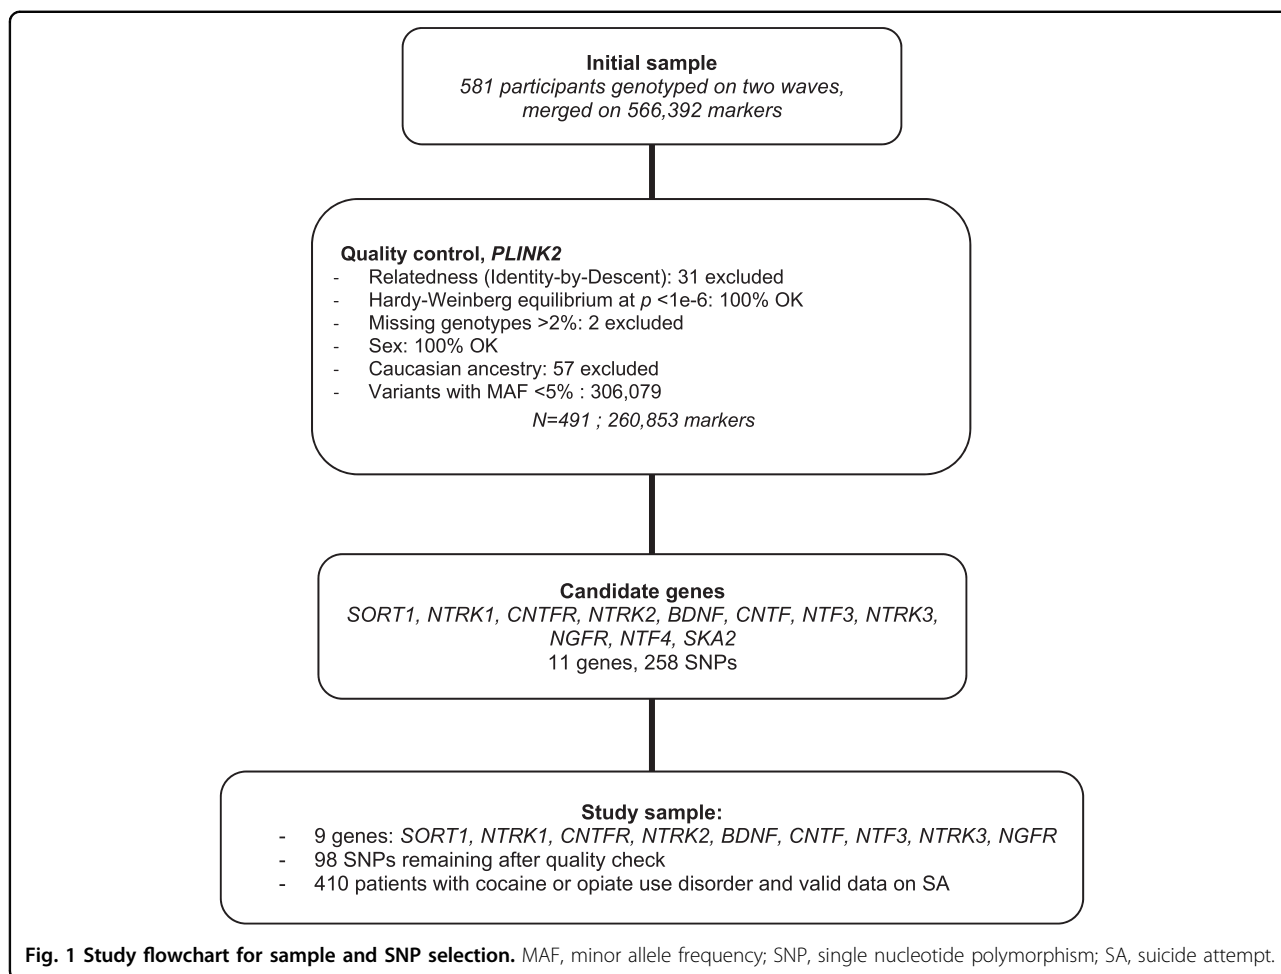 Initial sample
581 participants genotyped on two waves,
merged on 566,392 markers
Quality control, PLINK2
- Relatedness (Identity-by-Descent): 31 excluded
- Hardy-Weinberg equilibrium at p <1e-6: 100% OK
- Missing genotypes >2%: 2 excluded
- Sex: 100% OK
- Caucasian ancestry: 57 excluded
- Variants with MAF <5% : 306,079
N=491 ; 260,853 markers
Candidate genes
SORT1, NTRK1, CNTFR, NTRK2, BDNF, CNTF, NTF3, NTRK3,
NGFR, NTF4, SKA2
11 genes, 258 SNPs
Study sample:
- 9 genes: SORT1, NTRK1, CNTFR, NTRK2, BDNF, CNTF, NTF3, NTRK3, NGFR
- 98 SNPs remaining after quality check
- 410 patients with cocaine or opiate use disorder and valid data on SA
Fig. 1 Study flowchart for sample and SNP selection. MAF, minor allele frequency; SNP, single nucleotide polymorphism; SA, suicide attempt.